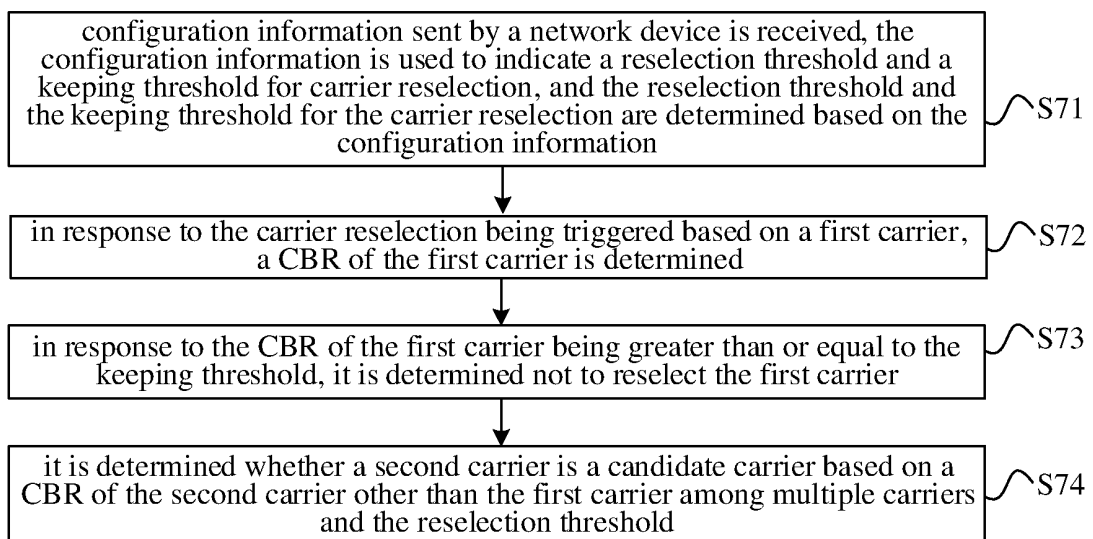 configuration information sent by a network device is received, the
configuration information is used to indicate a reselection threshold and a
keeping threshold for carrier reselection, and the reselection threshold and
the keeping threshold for the carrier reselection are determined based on the
configuration information
S71
in response to the carrier reselection being triggered based on a first carrier,
a CBR of the first carrier is determined
S72
in response to the CBR of the first carrier being greater than or equal to the
keeping threshold, it is determined not to reselect the first carrier
S73
it is determined whether a second carrier is a candidate carrier based on a
CBR of the second carrier other than the first carrier among multiple carriers
and the reselection threshold
S74